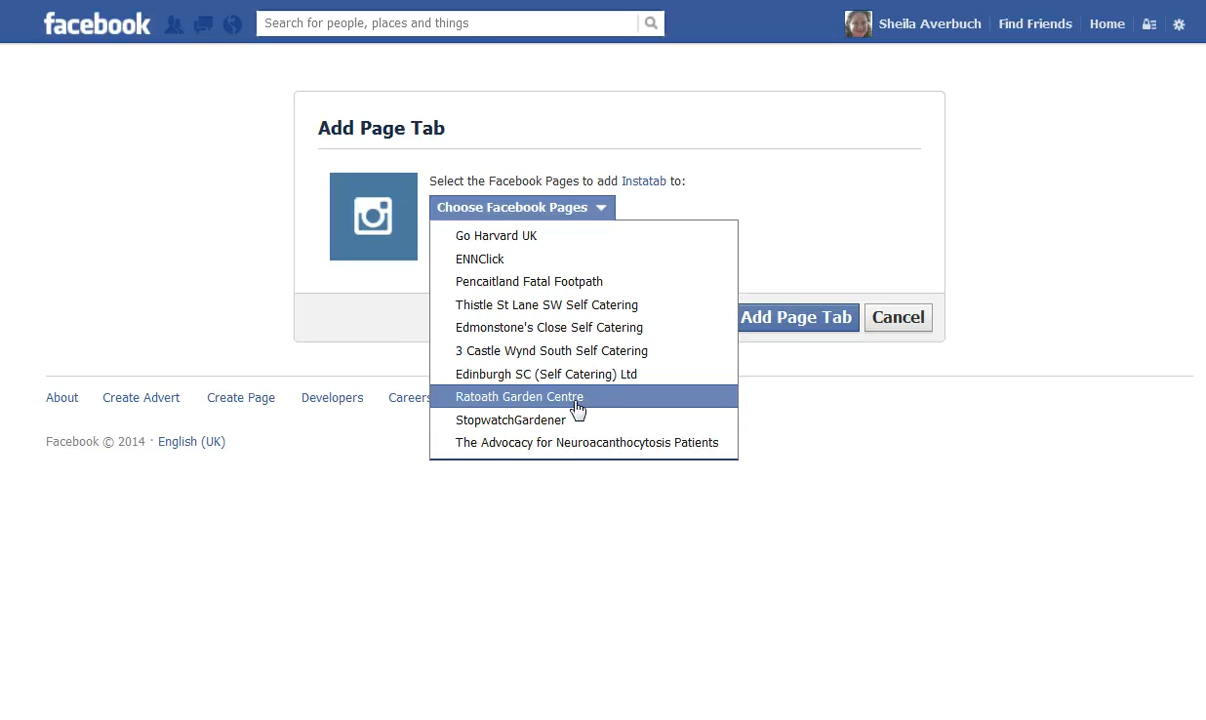 facebook Search for people, places and things Sheila Averbuch Find Friends Home
Add Page Tab
Select the Facebook Pages to add Instatab to:
Choose Facebook Pages
Go Harvard UK
ENNClick
Pencaitland Fatal Footpath
Thistle St Lane SW Self Catering
Edmonstone's Close Self Catering
3 Castle Wynd South Self Catering
Edinburgh SC (Self Catering) Ltd
Ratoath Garden Centre
StopwatchGardener
The Advocacy for Neuroacanthocytosis Patients
Add Page Tab Cancel
About Create Advert Create Page Developers Careers
Facebook © 2014 · English (UK)